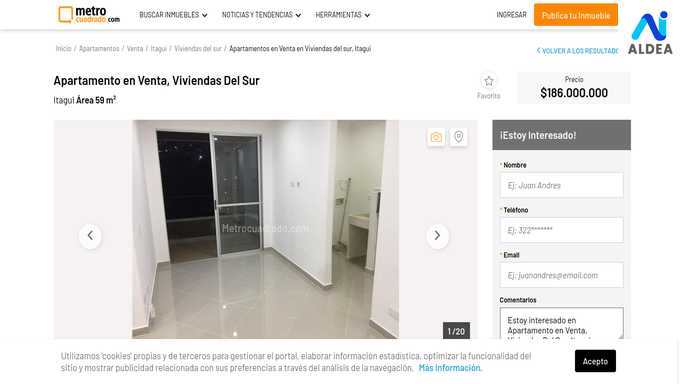 metro
cuadrado.com
BUSCAR INMUEBLES
NOTICIAS Y TENDENCIAS
HERRAMIENTAS
INGRESAR
Publica tu Inmueble
ALDEA
Inicio / Apartamentos / Venta / Itagui / Viviendas del sur / Apartamentos en Venta en Viviendas del sur, Itagui
VOLVER A LOS RESULTADO
Apartamento en Venta, Viviendas Del Sur
Itagui Área 59 m²
Favorito
Precio
$186.000.000
Metrocuadrado.com
1 / 20
¡Estoy Interesado!
* Nombre
Ej: Juan Andres
* Teléfono
Ej: 322*******
* Email
Ej: juanandres@email.com
Comentarios
Estoy interesado en
Apartamento en Venta,
Utilizamos 'cookies' propias y de terceros para gestionar el portal, elaborar información estadística, optimizar la funcionalidad del
sitio y mostrar publicidad relacionada con sus preferencias a través del análisis de la navegación. Más información.
Acepto